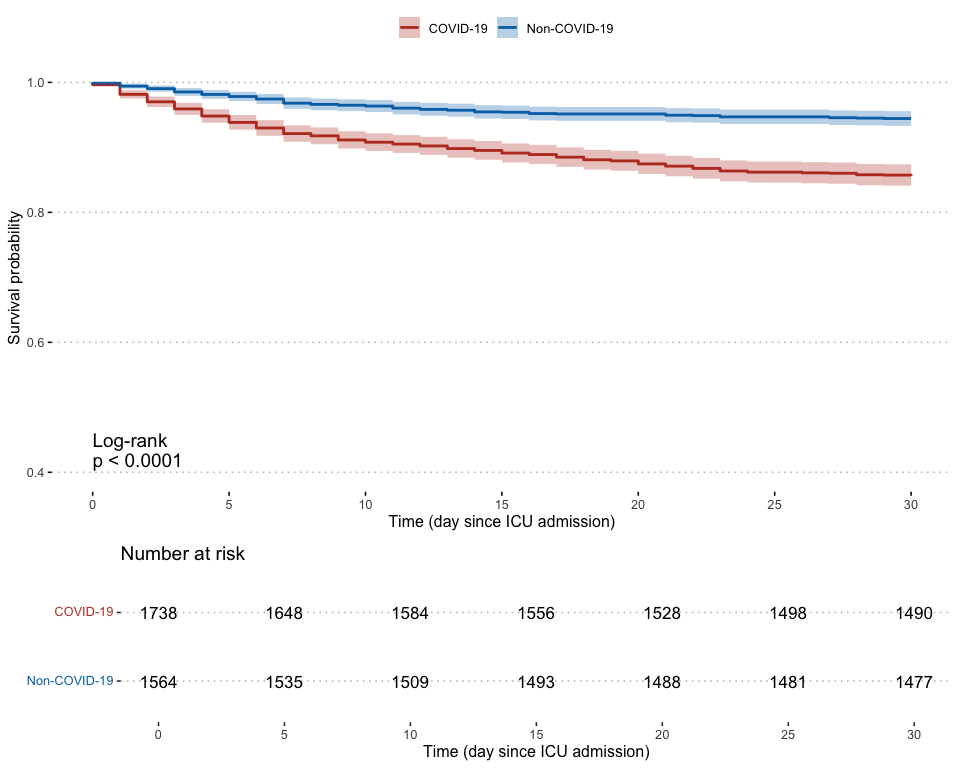 COVID-19 Non-COVID-19
1.0
0.8
0.6
0.4
Survival probability
Log-rank
p < 0.0001
0 5 10 15 20 25 30
Time (day since ICU admission)
Number at risk
COVID-19 1738 1648 1584 1556 1528 1498 1490
Non-COVID-19 1564 1535 1509 1493 1488 1481 1477
0 5 10 15 20 25 30
Time (day since ICU admission)